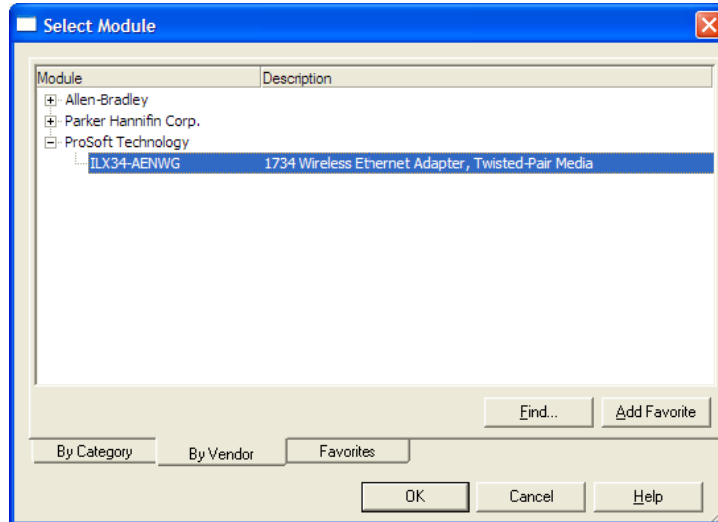 Select Module
Module Description
Allen-Bradley
Parker Hannifin Corp.
ProSoft Technology
ILX34-AENWG 1734 Wireless Ethernet Adapter, Twisted-Pair Media
Find... Add Favorite
By Category By Vendor Favorites
OK Cancel Help